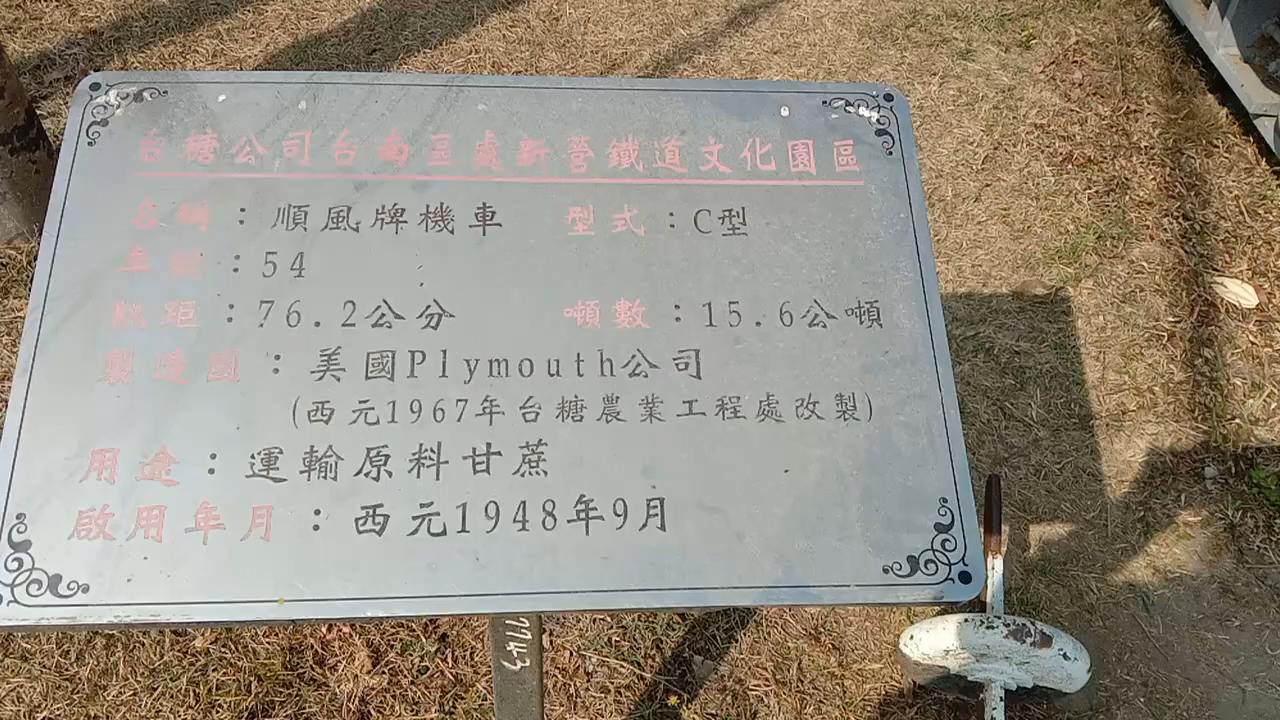 台糖公司台南區處新營鐵道文化園區
名稱：順風牌機車 型式：C型
車號：54
軌距：76.2公分 噸數：15.6公噸
製造國：美國Plymouth公司
(西元1967年台糖農業工程處改製)
用途：運輸原料甘蔗
啟用年月：西元1948年9月
7743